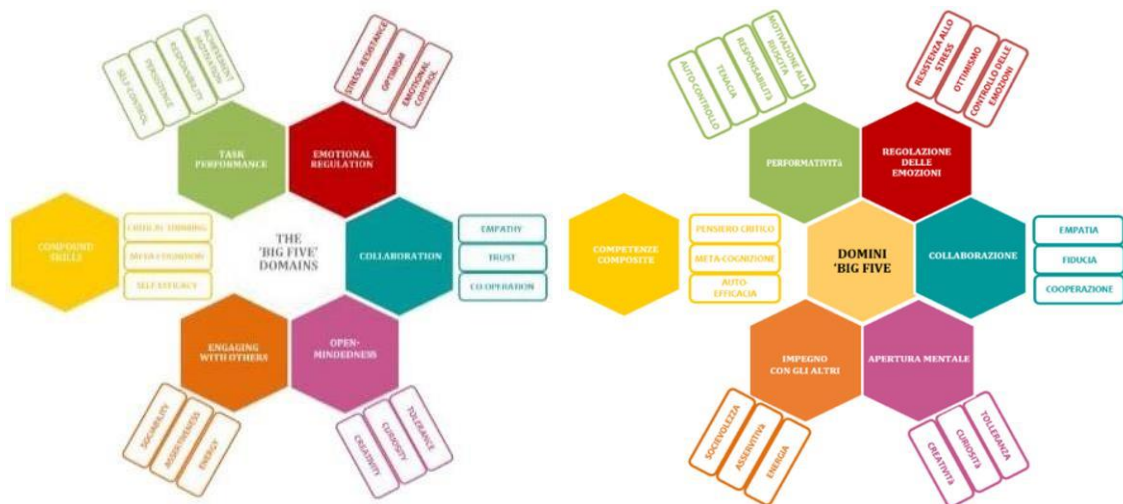 SELF-CONTROL
PERSISTENCE
RESPONSIBILITY
ACHIEVEMENT
MOTIVATION
STRESS RESISTANCE
OPTIMISM
EMOTIONAL
CONTROL
TASK
PERFORMANCE
EMOTIONAL
REGULATION
COMPOUND
SKILLS
CRITICAL THINKING
META-COGNITION
SELF-EFFICACY
THE
'BIG FIVE'
DOMAINS
COLLABORATION
EMPATHY
TRUST
CO-OPERATION
ENGAGING
WITH OTHERS
OPEN-
MINDEDNESS
SOCIABILITY
ASSERTIVENESS
ENERGY
CREATIVITY
CURIOSITY
TOLERANCE
AUTO-CONTROLLO
TENACIA
RESPONSABILITà
MOTIVAZIONE ALLA
RIUSCITA
RESISTENZA ALLO
STRESS
OTTIMISMO
CONTROLLO DELLE
EMOZIONI
PERFORMATIVITà
REGOLAZIONE
DELLE
EMOZIONI
COMPETENZE
COMPOSITE
PENSIERO CRITILO
META-COGNIZIONE
AUTO-
EFFICACIA
DOMINI
'BIG FIVE
COLLABORAZIONE
EMPATIA
FIDUCIA
COOPERAZIONE
IMPEGNO
CON GLI ALTRI
APERTURA MENTALE
SOCIEVOLEZZA
ASSERVITIVà
ENERGIA
CREATIVITà
CURIOSITà
TOLLERANZA